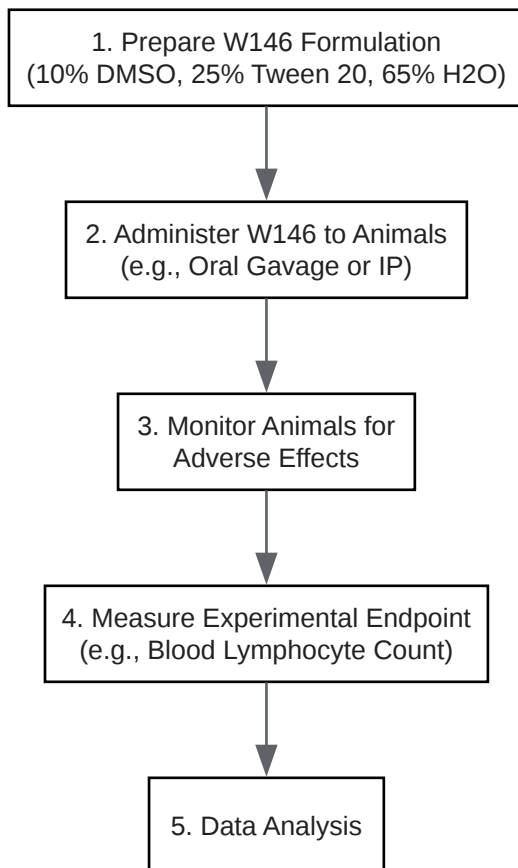 1. Prepare W146 Formulation
(10% DMSO, 25% Tween 20, 65% H2O)
2. Administer W146 to Animals
(e.g., Oral Gavage or IP)
3. Monitor Animals for
Adverse Effects
4. Measure Experimental Endpoint
(e.g., Blood Lymphocyte Count)
5. Data Analysis